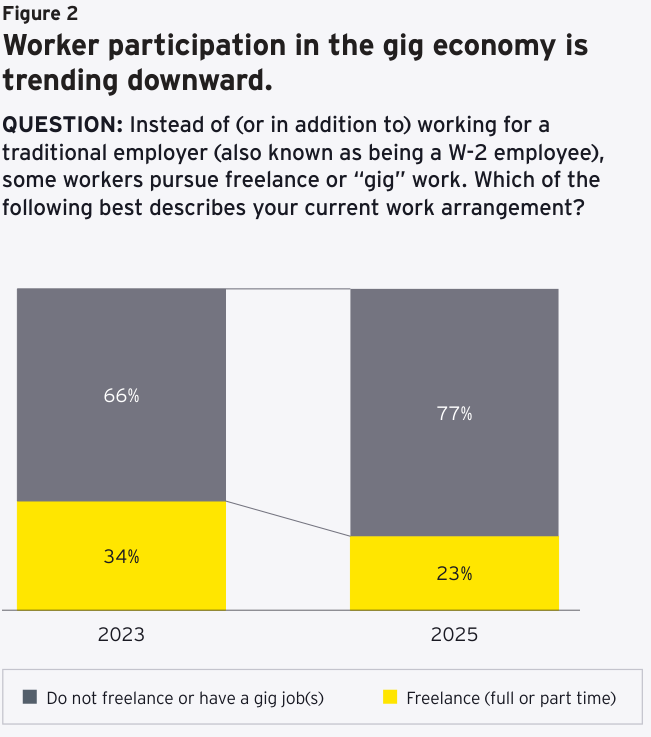 Figure 2
Worker participation in the gig economy is
trending downward.
QUESTION: Instead of (or in addition to) working for a
traditional employer (also known as being a W-2 employee),
some workers pursue freelance or “gig” work. Which of the
following best describes your current work arrangement?
66%
77%
34%
23%
2023
2025
Do not freelance or have a gig job(s)
Freelance (full or part time)